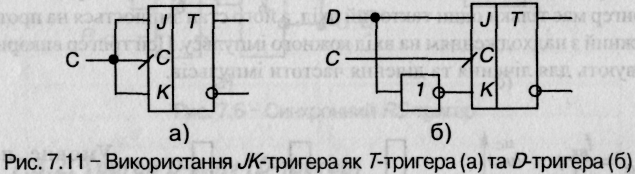 J T
C C
K
а)
D J T
C C
1 K
б)
Рис. 7.11 – Використання JK-тригера як T-тригера (а) та D-тригера (б)